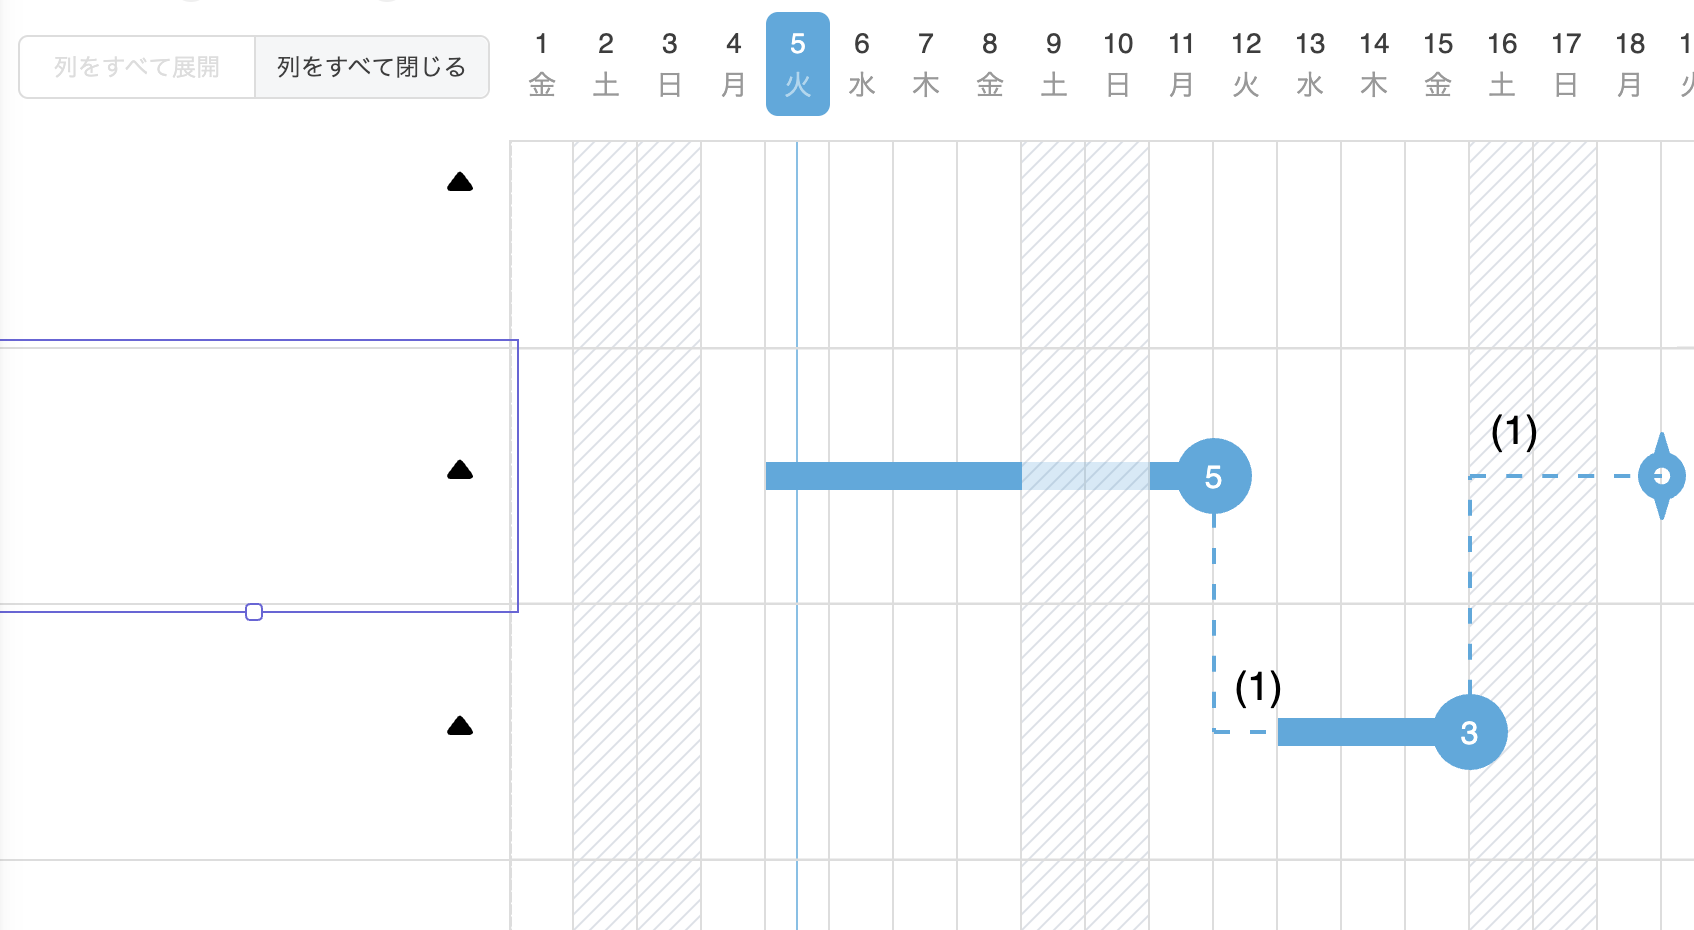 列をすべて展開 列をすべて閉じる
1 2 3 4 5 6 7 8 9 10 11 12 13 14 15 16 17 18
金 土 日 月 火 水 木 金 土 日 月 火 水 木 金 土 日 月
(1)
5
(1)
3